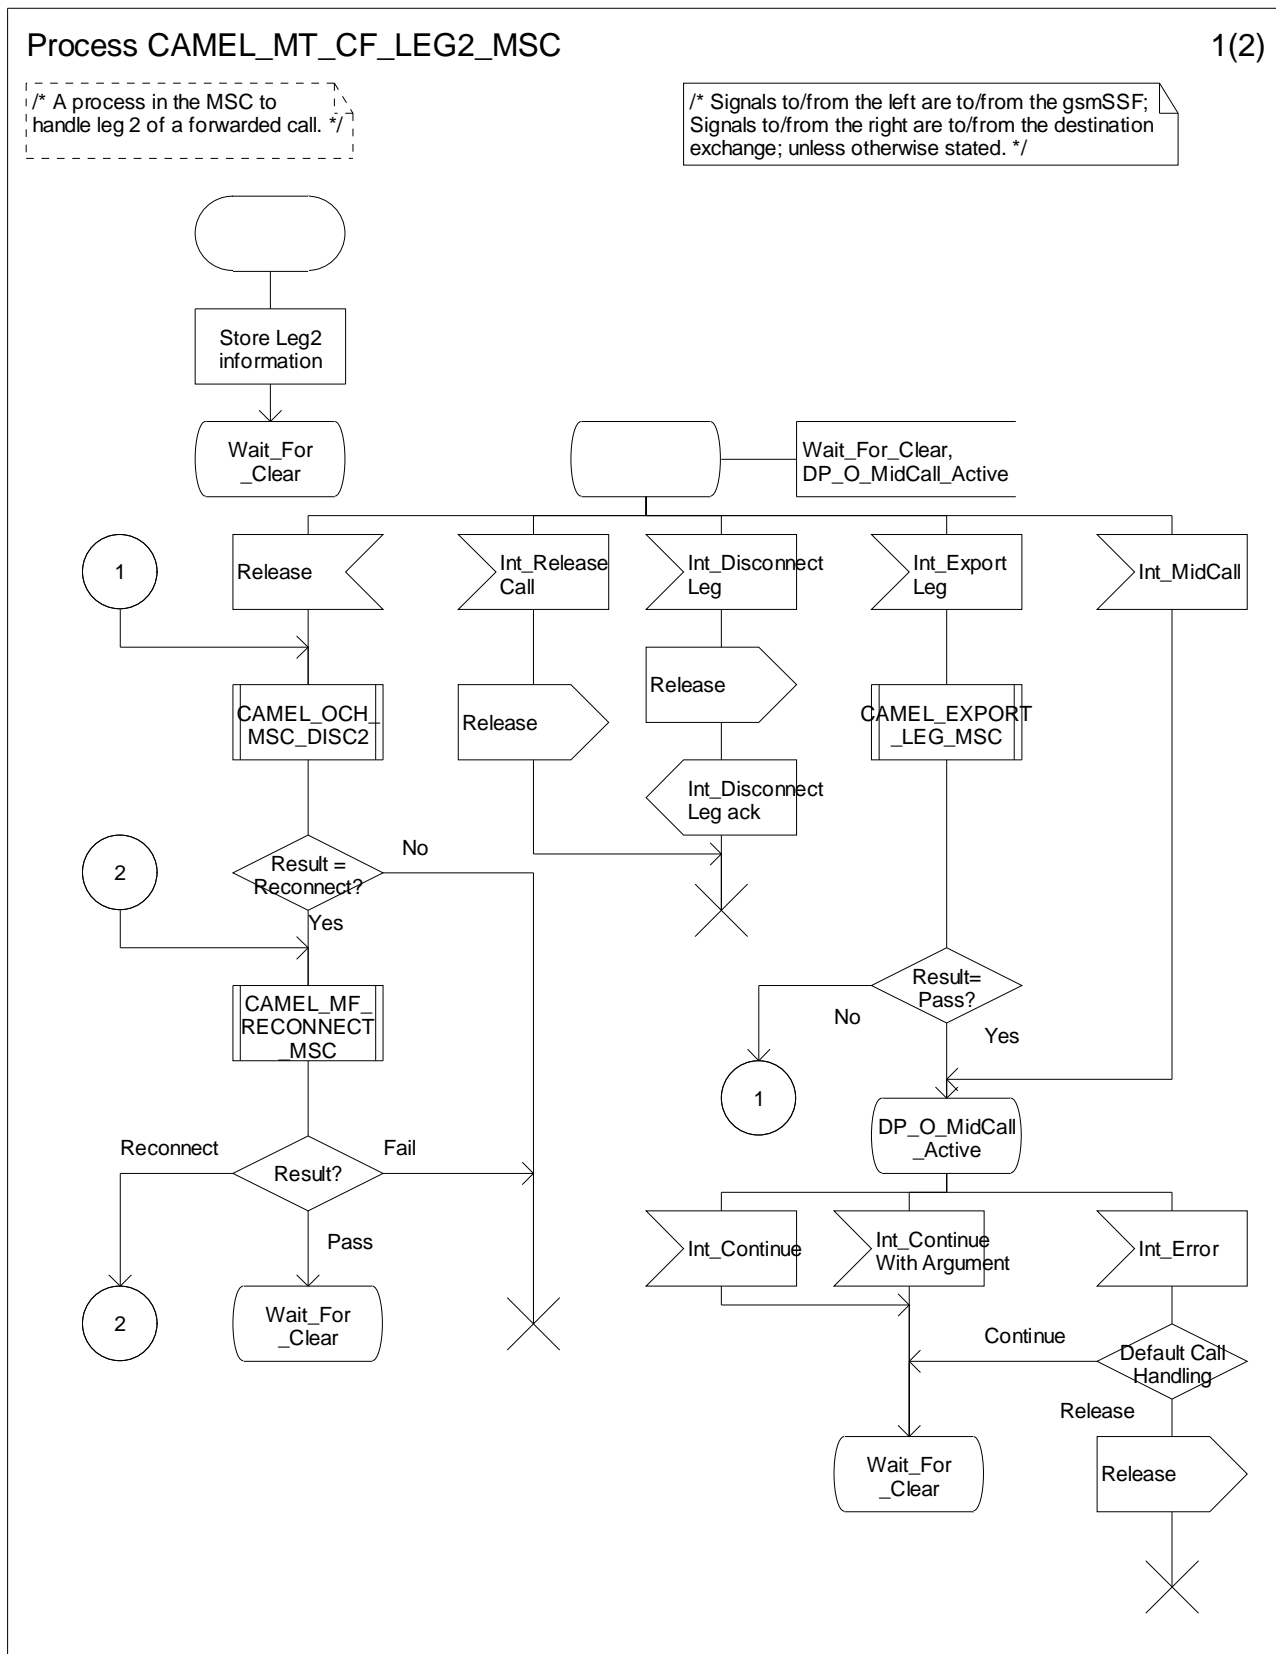 Process CAMEL_MT_CF_LEG2_MSC
1(2)
/* A process in the MSC to
handle leg 2 of a forwarded call. */
/* Signals to/from the left are to/from the gsmSSF;
Signals to/from the right are to/from the destination
exchange; unless otherwise stated. */
Store Leg2
information
Wait_For
_Clear
Wait_For_Clear,
DP_O_MidCall_Active
1
Release
Int_Release
Call
Int_Disconnect
Leg
Int_Export
Leg
Int_MidCall
CAMEL_OCH_
MSC_DISC2
Release
Release
CAMEL_EXPORT
_LEG_MSC
Int_Disconnect
Leg ack
2
Result =
Reconnect?
No
Yes
CAMEL_MF_
RECONNECT
_MSC
Result=
Pass?
No
Yes
1
DP_O_MidCall
_Active
Reconnect
Result?
Fail
Pass
2
Wait_For
_Clear
Int_Continue
Int_Continue
With Argument
Int_Error
Continue
Default Call
Handling
Release
Wait_For
_Clear
Release